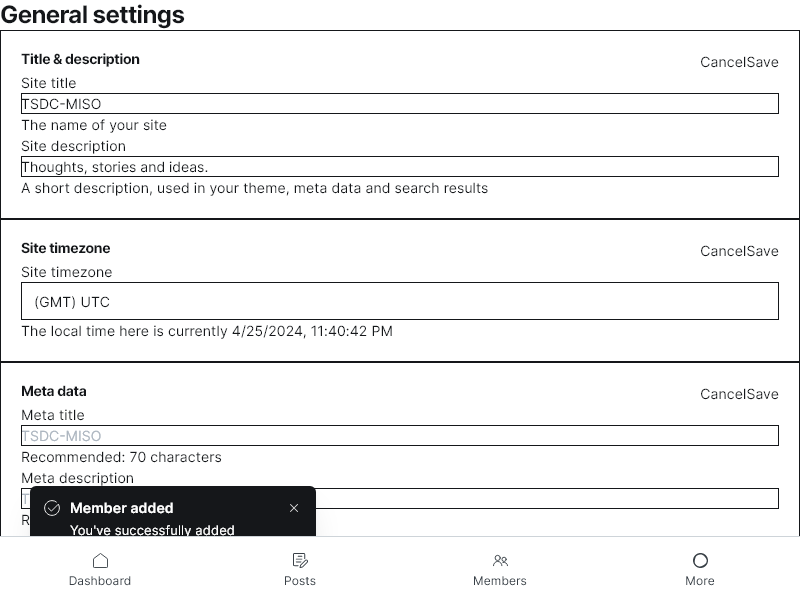 General settings
Title & description
CancelSave
Site title
TSDC-MISO
The name of your site
Site description
Thoughts, stories and ideas.
A short description, used in your theme, meta data and search results
Site timezone
CancelSave
Site timezone
(GMT) UTC
The local time here is currently 4/25/2024, 11:40:42 PM
Meta data
CancelSave
Meta title
TSDC-MISO
Recommended: 70 characters
Meta description
Member added
You've successfully added
Dashboard
Posts
Members
More